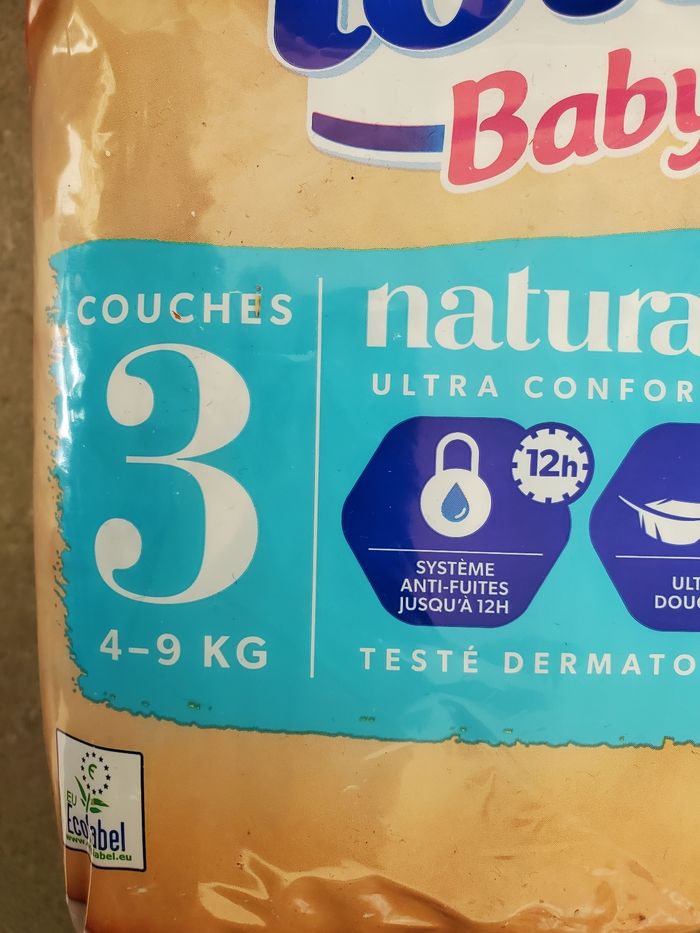 Baby
COUCHES
3
4-9 KG
natura
ULTRA CONFOR
12h
SYSTÈME
ANTI-FUITES
JUSQU'À 12H
ULT
DOU
TESTÉ DERMATO
EU
Ecolabel